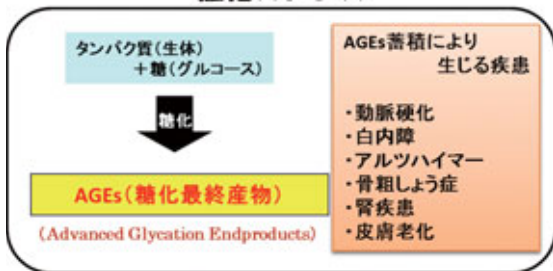 タンパク質(生体)
＋糖(グルコース)
糖化
AGEs(糖化最終産物)
(Advanced Glycation Endproducts)
AGEs蓄積により
生じる疾患
・動脈硬化
・白内障
・アルツハイマー
・骨粗しょう症
・腎疾患
・皮膚老化